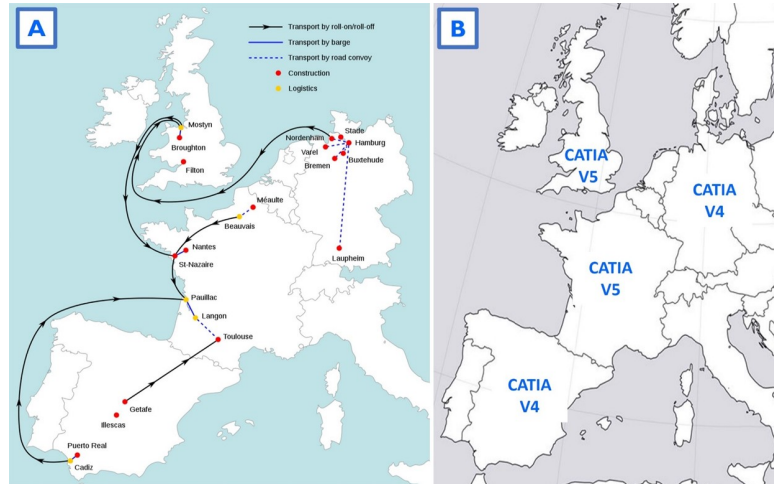 A
Transport by roll-on/roll-off
Transport by barge
Transport by road convoy
Construction
Logistics
Mostyn
Broughton
Filton
Nordenham
Stade
Hamburg
Varel
Buxtehude
Bremen
Méaulte
Beauvais
Laupheim
Nantes
St-Nazaire
Pauillac
Langon
Toulouse
Getafe
Illescas
Puerto Real
Cadiz
B
CATIA
V5
CATIA
V4
CATIA
V5
CATIA
V4